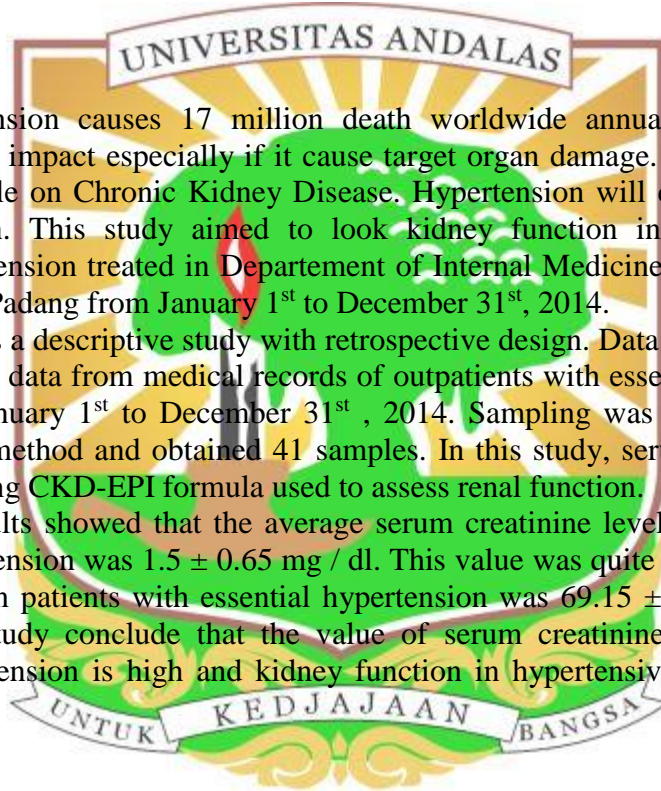 UNIVERSITAS ANDALAS
nsion causes 17 million death worldwide annua
impact especially if it cause target organ damage.
le on Chronic Kidney Disease. Hypertension will
n. This study aimed to look kidney function in
ension treated in Departement of Internal Medicine
Padang from January 1st to December 31st, 2014.
s a descriptive study with retrospective design. Data
data from medical records of outpatients with esse
nuary 1st to December 31st , 2014. Sampling was
method and obtained 41 samples. In this study, ser
ng CKD-EPI formula used to assess renal function.
ults showed that the average serum creatinine level
ension was 1.5 ± 0.65 mg / dl. This value was quite
n patients with essential hypertension was 69.15 ±
tudy conclude that the value of serum creatinine
ension is high and kidney function in hypertensiv
UNTUK KEDJAJAAN BANGSA